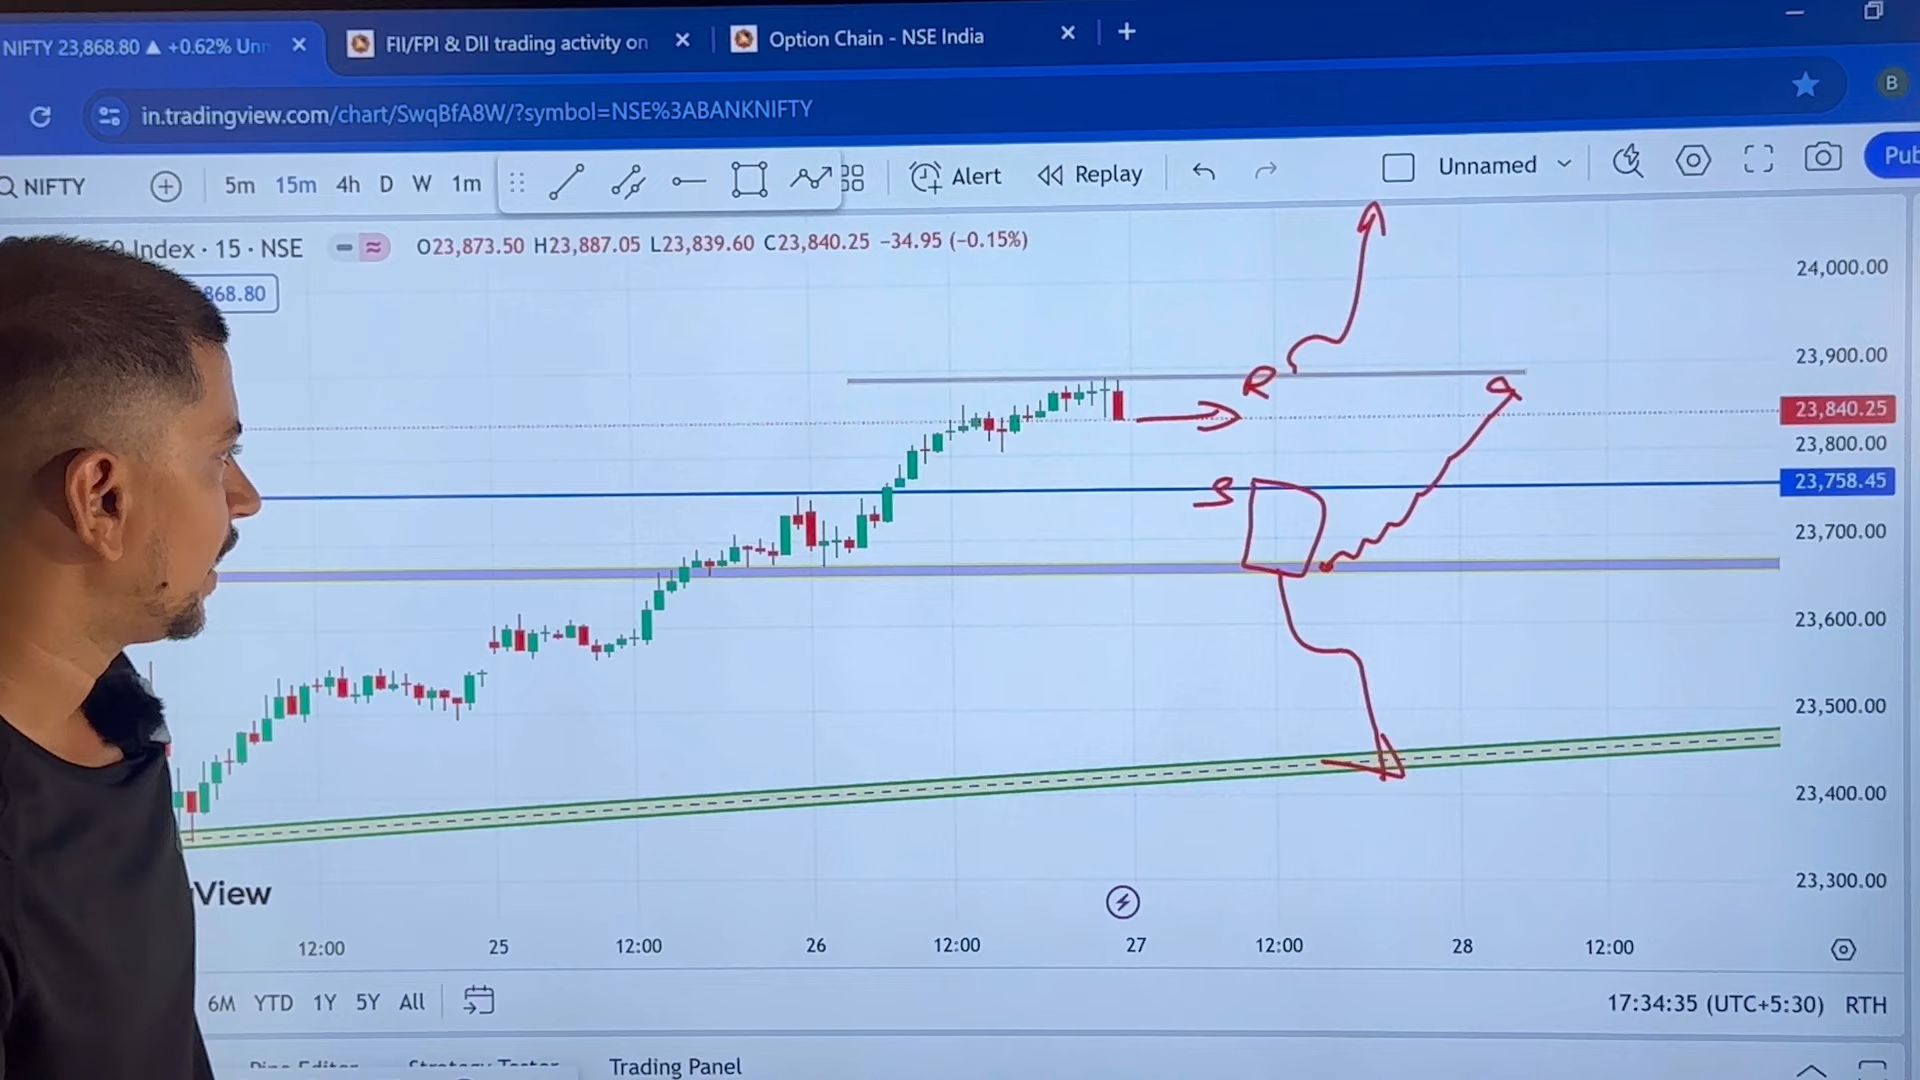 NIFTY 23,868.80 ▲ +0.62% Unn
FII/FPI & DII trading activity on
Option Chain - NSE India
in.tradingview.com/chart/SwqBfA8W/?symbol=NSE%3ABANKNIFTY
B
NIFTY
5m 15m 4h D W 1m
Alert
Replay
Unnamed
Pub
Index · 15 · NSE
O23,873.50 H23,887.05 L23,839.60 C23,840.25 −34.95 (−0.15%)
868.80
24,000.00
23,900.00
R
23,840.25
23,800.00
23,758.45
S
23,700.00
23,600.00
23,500.00
23,400.00
23,300.00
View
12:00 25 12:00 26 12:00 27 12:00 28 12:00
6M YTD 1Y 5Y All
17:34:35 (UTC+5:30) RTH
Trading Panel